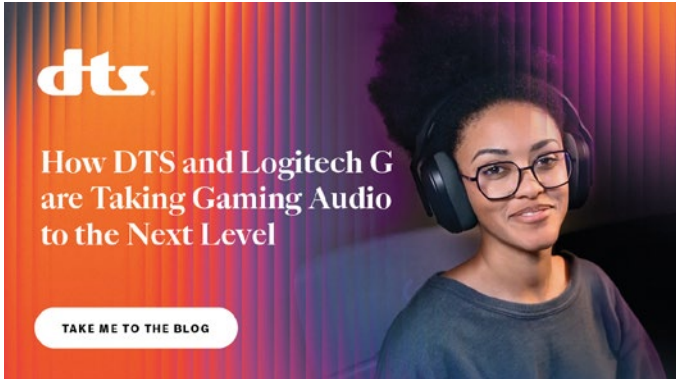 dts
How DTS and Logitech G
are Taking Gaming Audio
to the Next Level
TAKE ME TO THE BLOG